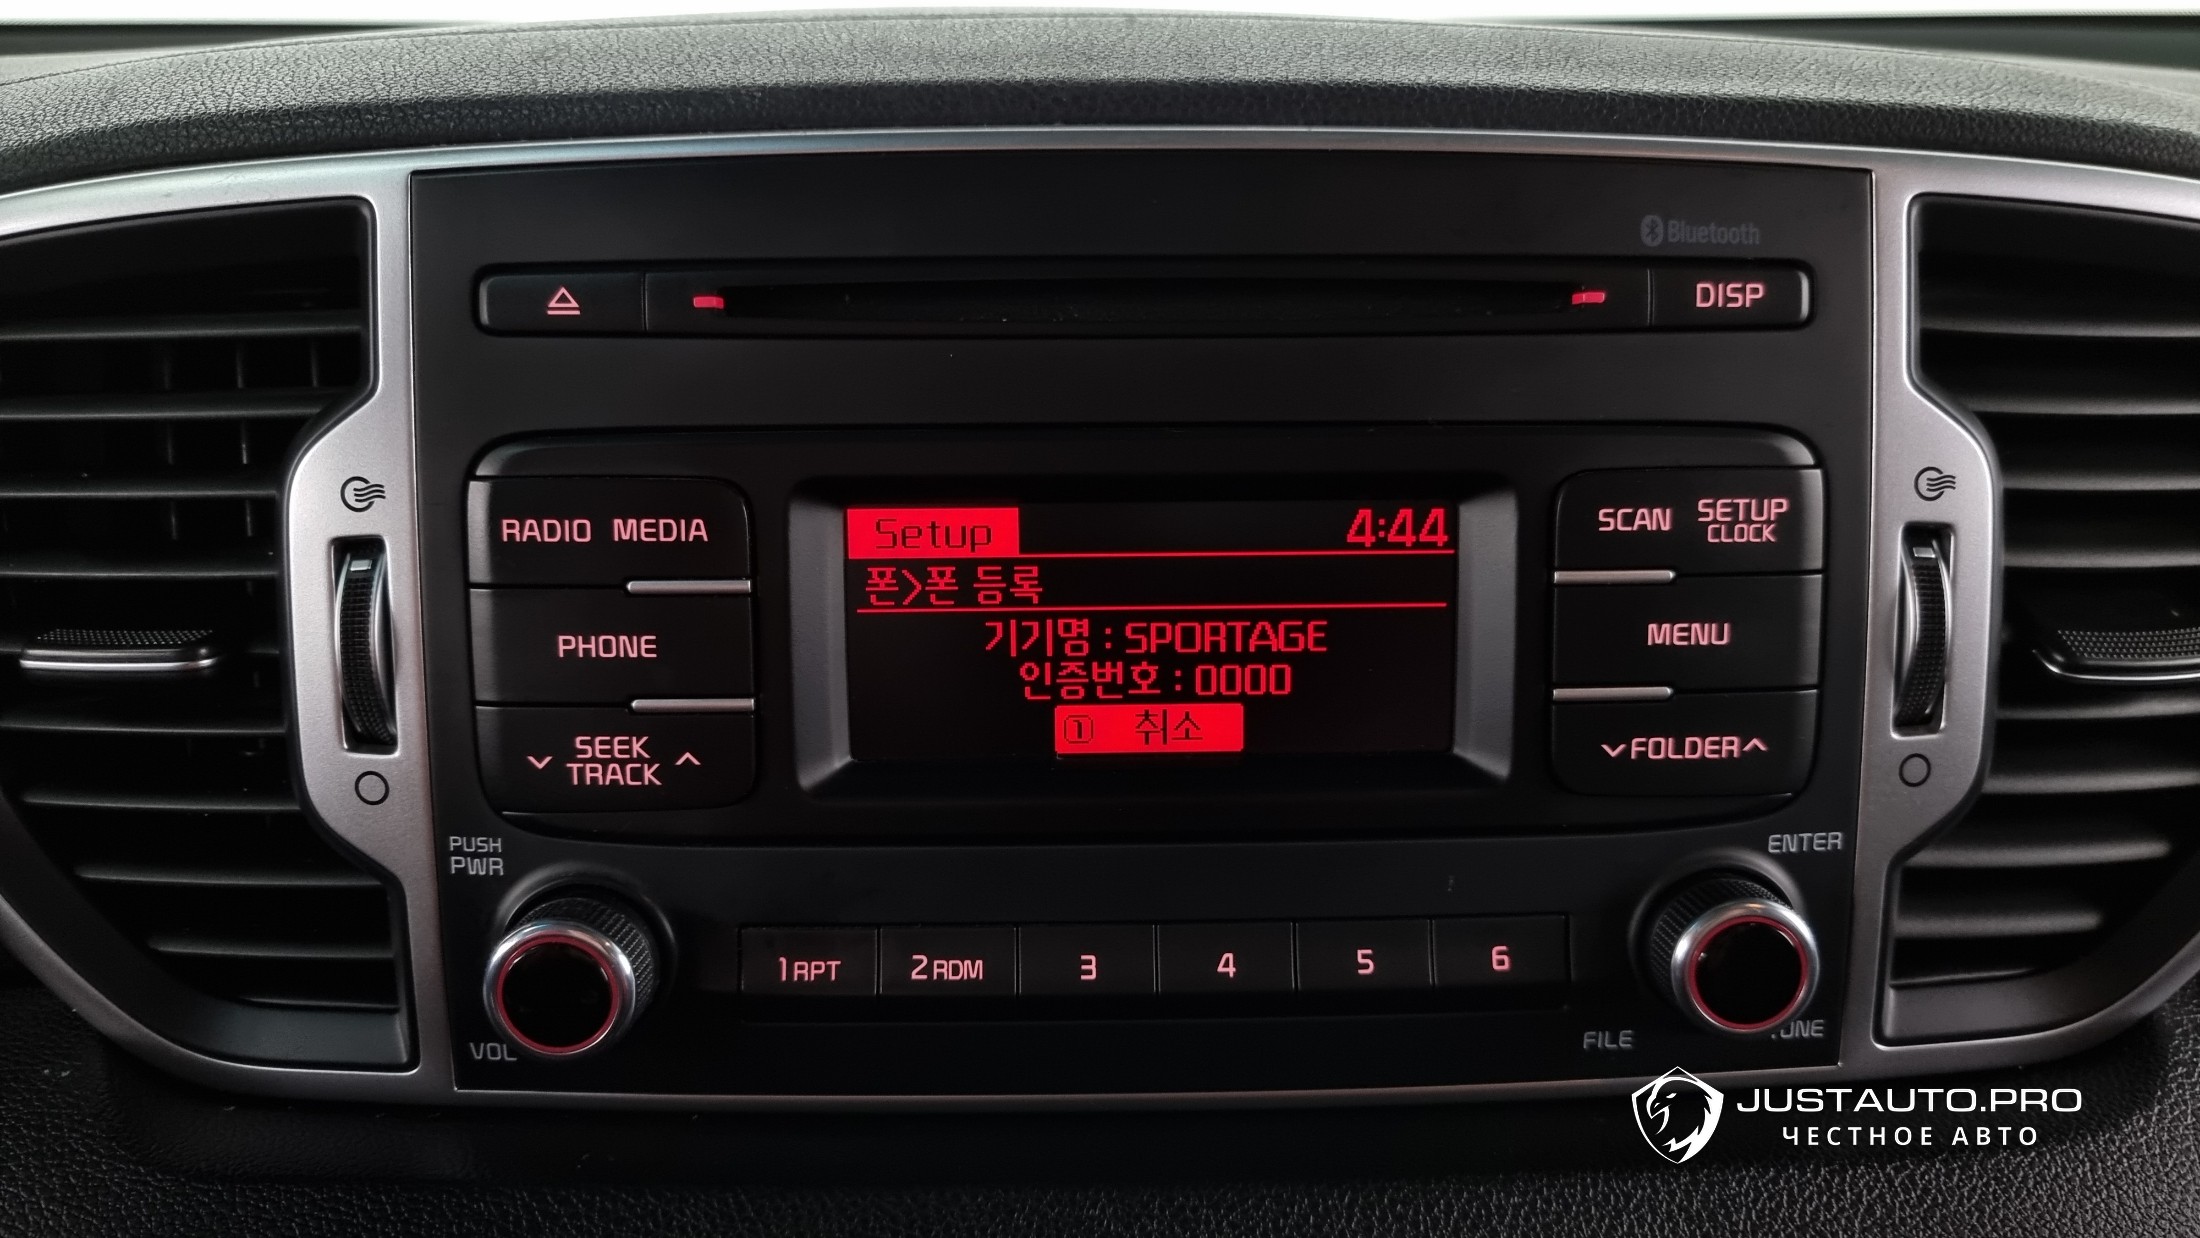 Bluetooth
DISP
RADIO MEDIA
PHONE
SEEK
TRACK
Setup 4:44
폰>폰 등록
기기명 : SPORTAGE
인증번호 : 0000
① 취소
SCAN SETUP
CLOCK
MENU
FOLDER
PUSH
PWR
VOL
1 RPT 2 RDM 3 4 5 6
ENTER
FILE
TUNE
JUSTAUTO.PRO
ЧЕСТНОЕ АВТО